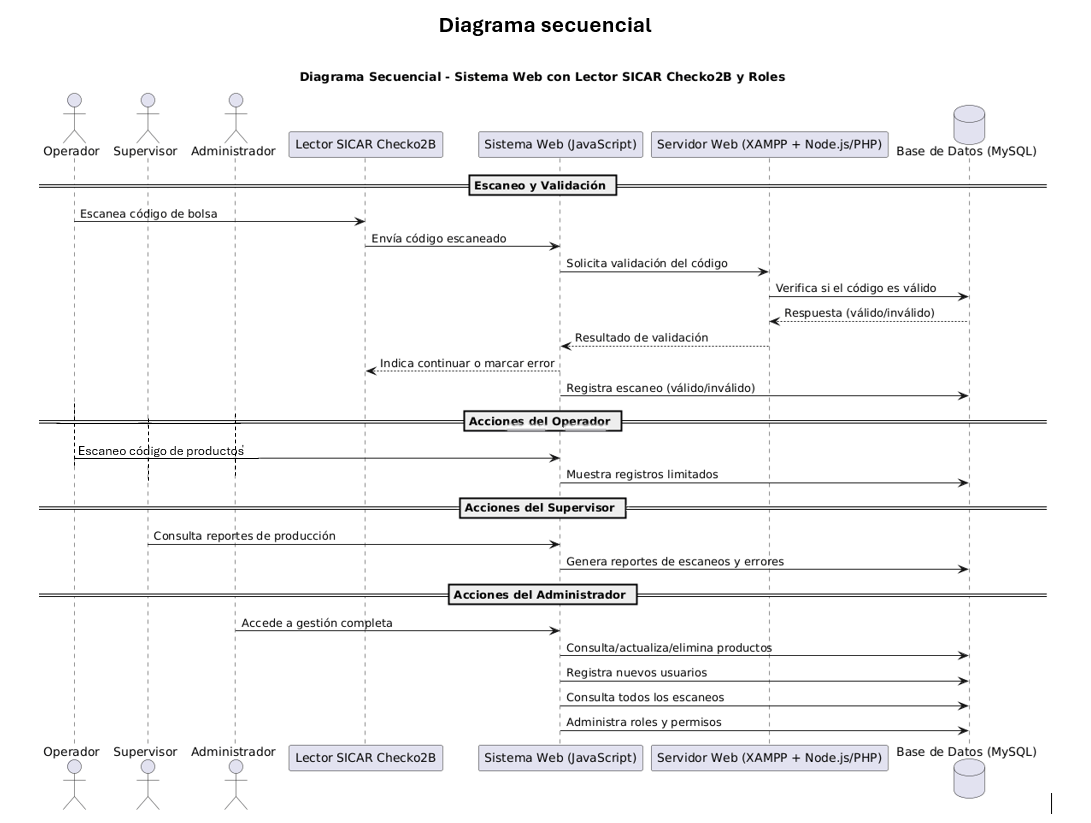 Diagrama secuencial
Diagrama Secuencial - Sistema Web con Lector SICAR Checko2B y Roles
Operador
Supervisor
Administrador
Lector SICAR Checko2B
Sistema Web (JavaScript)
Servidor Web (XAMPP + Node.js/PHP)
Base de Datos (MySQL)
Escaneo y Validación
Escanea código de bolsa
Envía código escaneado
Solicita validación del código
Verifica si el código es válido
Respuesta (válido/inválido)
Resultado de validación
Indica continuar o marcar error
Registra escaneo (válido/inválido)
Acciones del Operador
Escaneo código de productos
Muestra registros limitados
Acciones del Supervisor
Consulta reportes de producción
Genera reportes de escaneos y errores
Acciones del Administrador
Accede a gestión completa
Consulta/actualiza/elimina productos
Registra nuevos usuarios
Consulta todos los escaneos
Administra roles y permisos
Operador
Supervisor
Administrador
Lector SICAR Checko2B
Sistema Web (JavaScript)
Servidor Web (XAMPP + Node.js/PHP)
Base de Datos (MySQL)